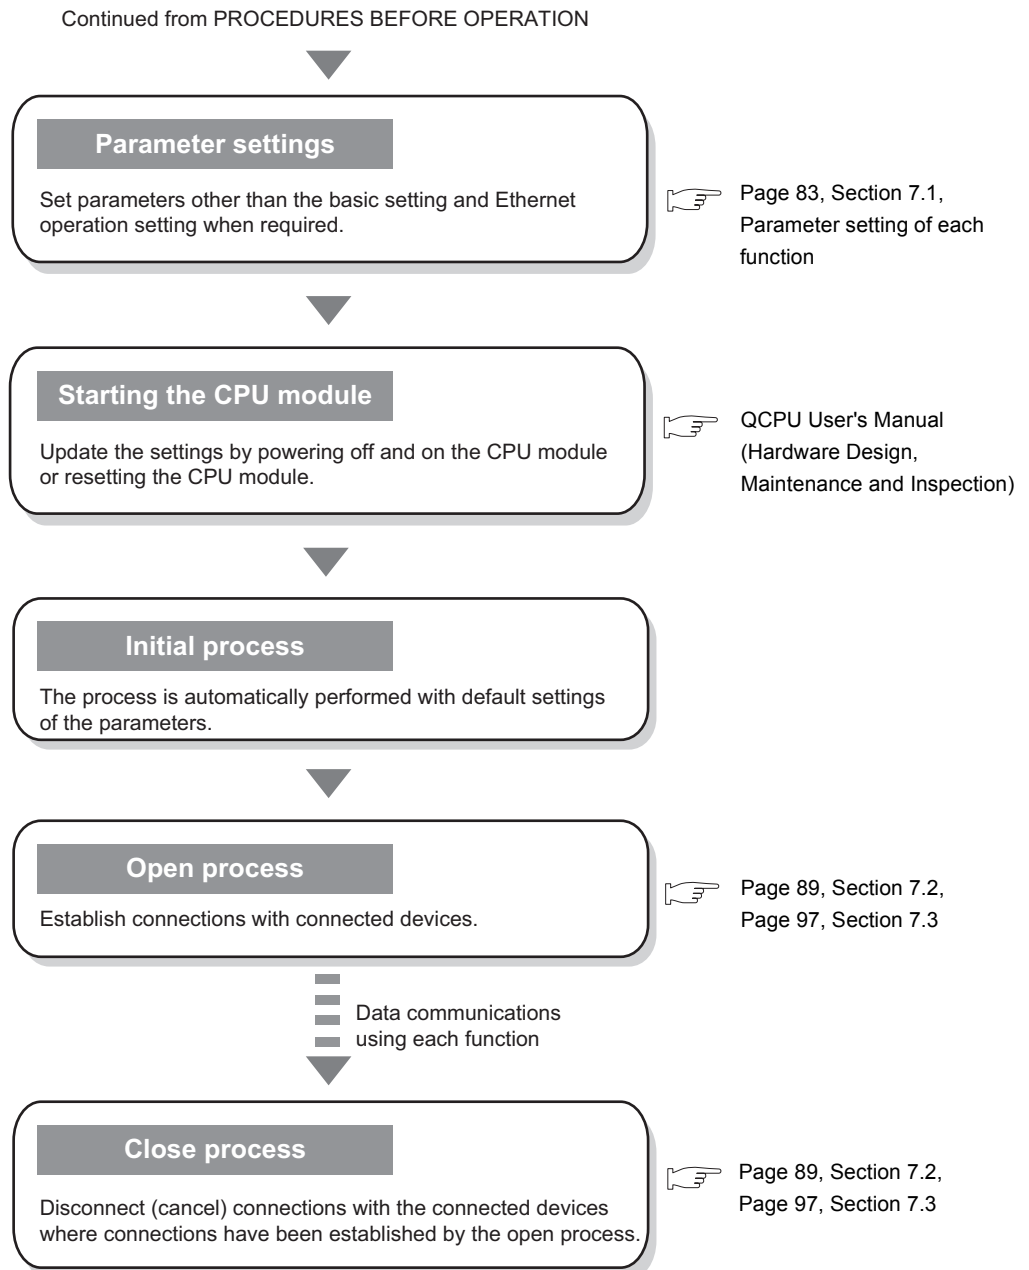 Continued from PROCEDURES BEFORE OPERATION
Parameter settings
Set parameters other than the basic setting and Ethernet
operation setting when required.
Page 83, Section 7.1,
Parameter setting of each
function
Starting the CPU module
Update the settings by powering off and on the CPU module
or resetting the CPU module.
QCPU User's Manual
(Hardware Design,
Maintenance and Inspection)
Initial process
The process is automatically performed with default settings
of the parameters.
Open process
Establish connections with connected devices.
Page 89, Section 7.2,
Page 97, Section 7.3
Data communications
using each function
Close process
Disconnect (cancel) connections with the connected devices
where connections have been established by the open process.
Page 89, Section 7.2,
Page 97, Section 7.3